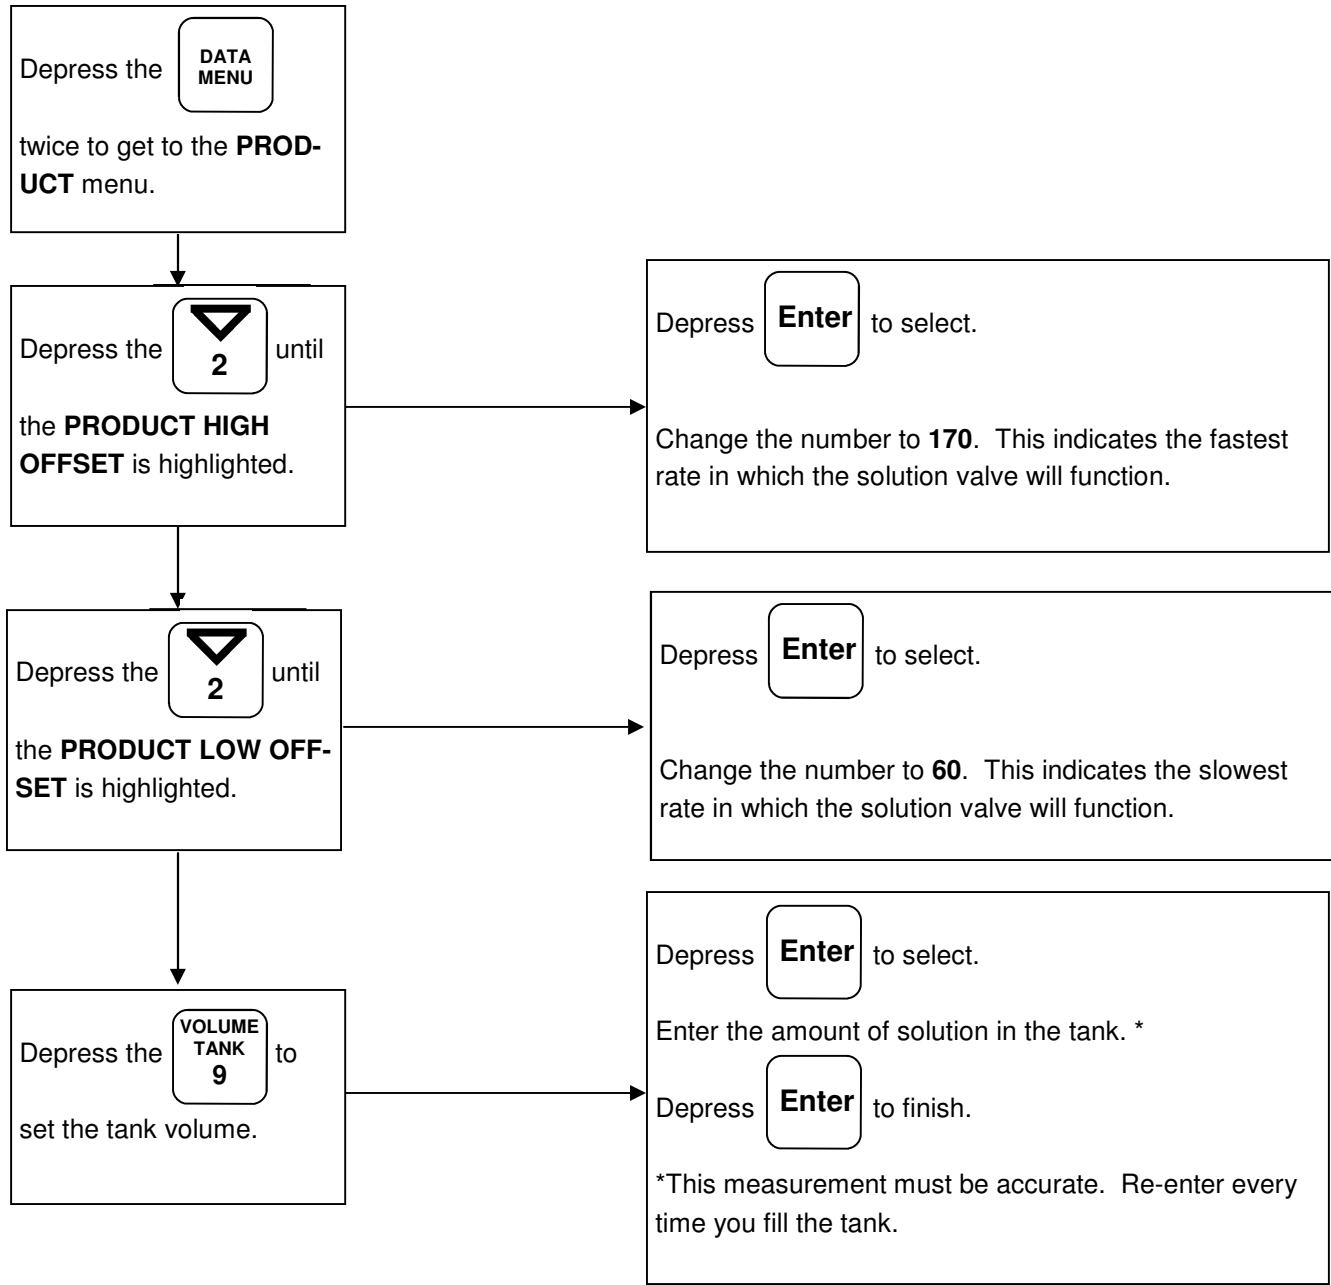 Depress the DATA MENU
twice to get to the PROD-
UCT menu.
Depress the 2 until
the PRODUCT HIGH
OFFSET is highlighted.
Depress Enter to select.
Change the number to 170. This indicates the fastest
rate in which the solution valve will function.
Depress the 2 until
the PRODUCT LOW OFF-
SET is highlighted.
Depress Enter to select.
Change the number to 60. This indicates the slowest
rate in which the solution valve will function.
Depress the VOLUME TANK 9 to
set the tank volume.
Depress Enter to select.
Enter the amount of solution in the tank. *
Depress Enter to finish.
*This measurement must be accurate. Re-enter every
time you fill the tank.